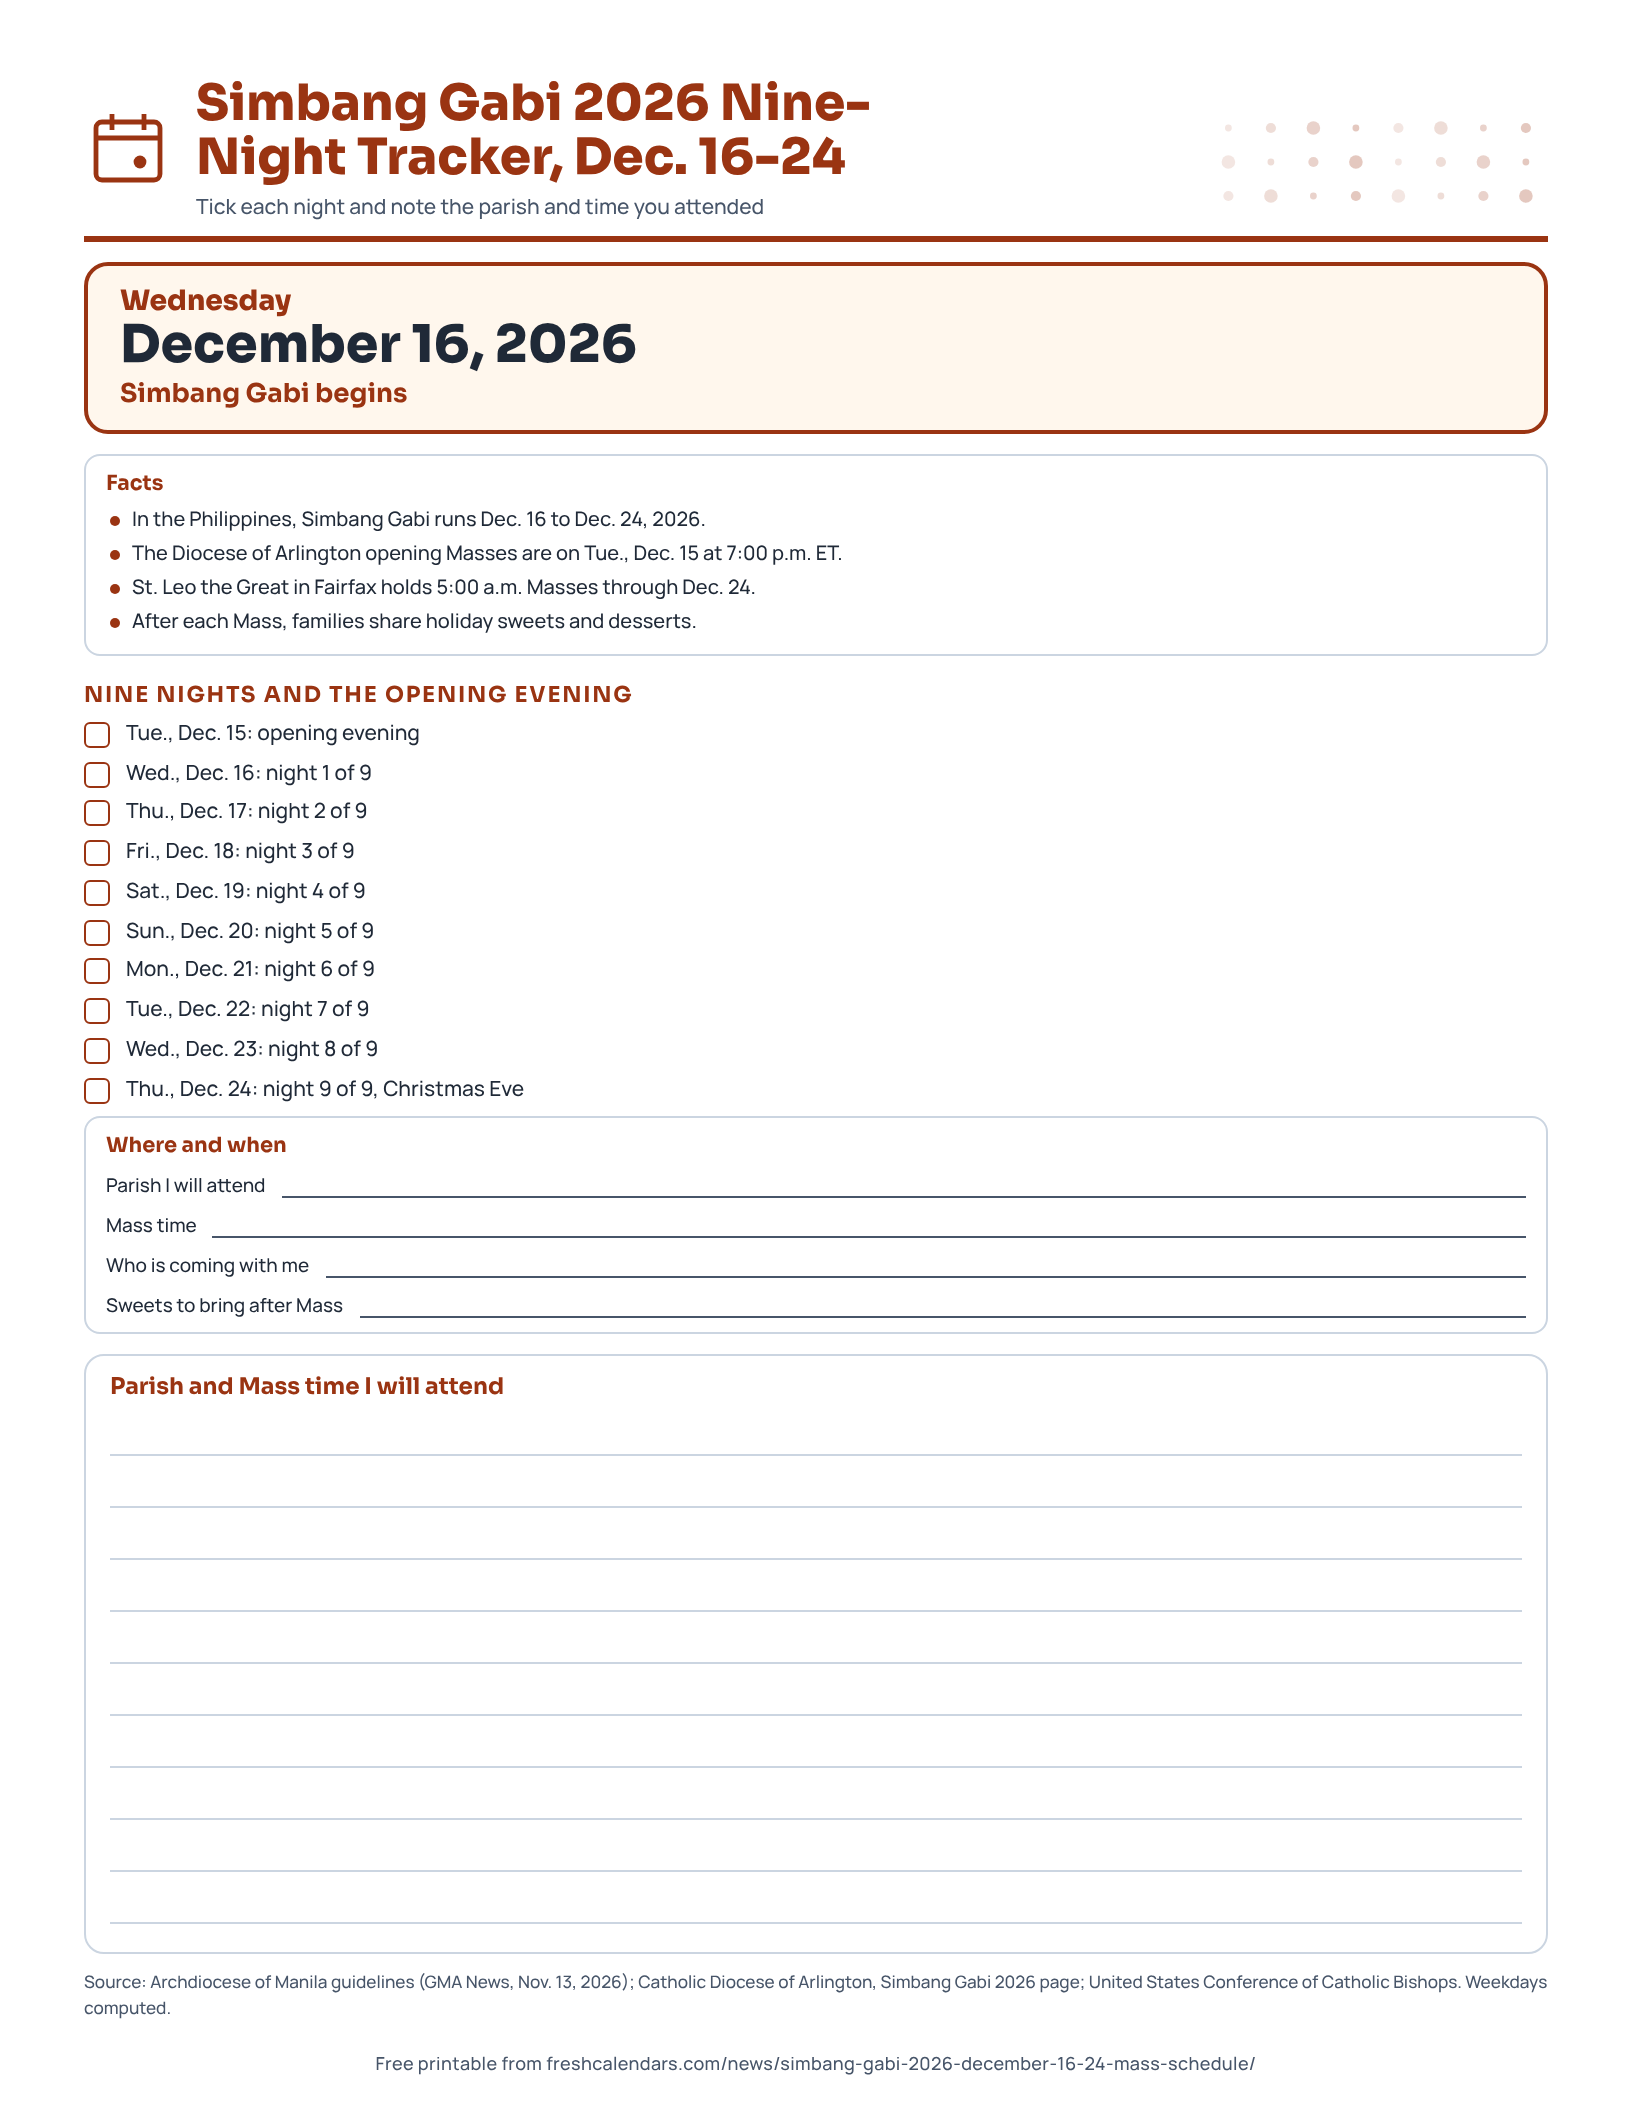 Simbang Gabi 2026 Nine-
Night Tracker, Dec. 16–24
Tick each night and note the parish and time you attended
Wednesday
December 16, 2026
Simbang Gabi begins
Facts
In the Philippines, Simbang Gabi runs Dec. 16 to Dec. 24, 2026.
The Diocese of Arlington opening Masses are on Tue., Dec. 15 at 7:00 p.m. ET.
St. Leo the Great in Fairfax holds 5:00 a.m. Masses through Dec. 24.
After each Mass, families share holiday sweets and desserts.
NINE NIGHTS AND THE OPENING EVENING
Tue., Dec. 15: opening evening
Wed., Dec. 16: night 1 of 9
Thu., Dec. 17: night 2 of 9
Fri., Dec. 18: night 3 of 9
Sat., Dec. 19: night 4 of 9
Sun., Dec. 20: night 5 of 9
Mon., Dec. 21: night 6 of 9
Tue., Dec. 22: night 7 of 9
Wed., Dec. 23: night 8 of 9
Thu., Dec. 24: night 9 of 9, Christmas Eve
Where and when
Parish I will attend
Mass time
Who is coming with me
Sweets to bring after Mass
Parish and Mass time I will attend
Source: Archdiocese of Manila guidelines (GMA News, Nov. 13, 2026); Catholic Diocese of Arlington, Simbang Gabi 2026 page; United States Conference of Catholic Bishops. Weekdays
computed.
Free printable from freshcalendars.com/news/simbang-gabi-2026-december-16-24-mass-schedule/